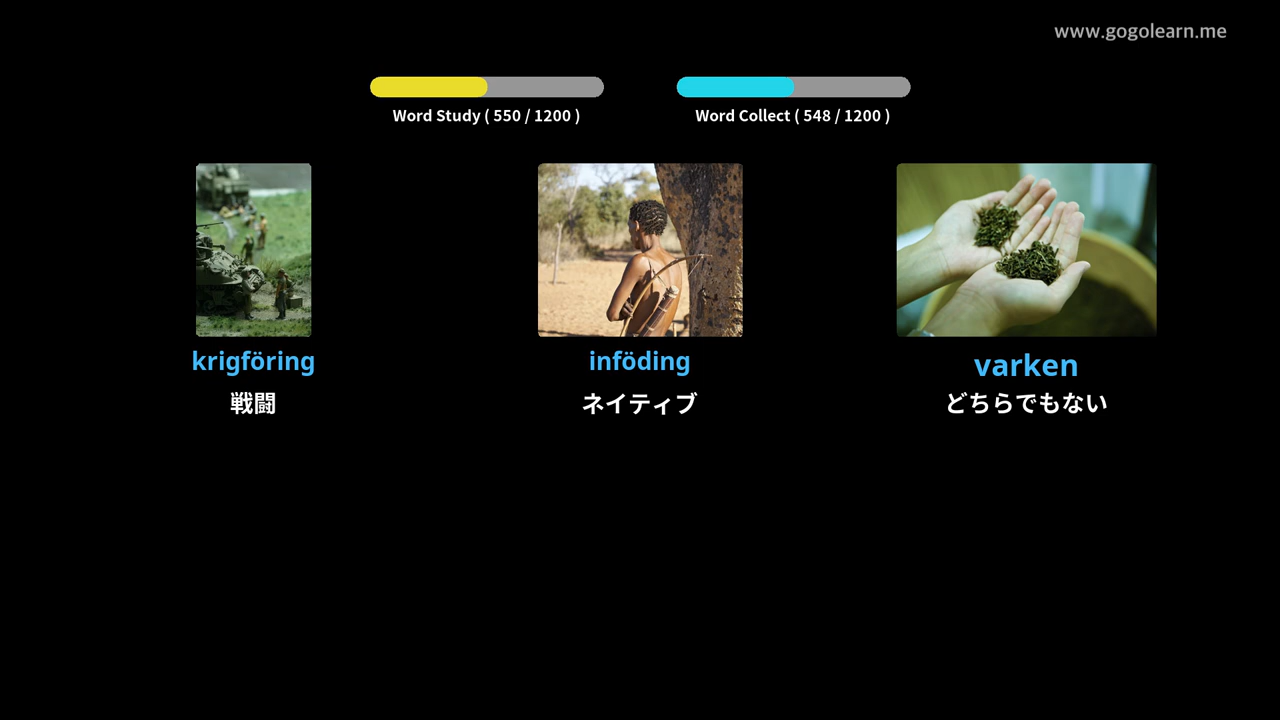 www.gogolearn.me
Word Study ( 550 / 1200 )
Word Collect ( 548 / 1200 )
krigföring
戦闘
inföding
ネイティブ
varken
どちらでもない